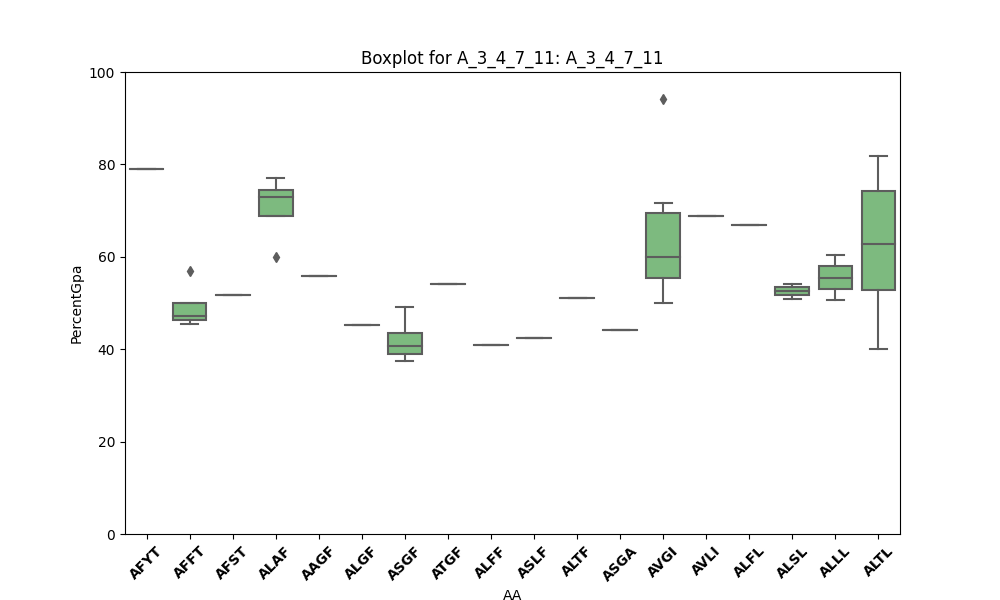 Boxplot for A_3_4_7_11: A_3_4_7_11
100
80
60
40
20
0
PercentGpa
AFYT AFFT AFST ALAF AAGF ALGF ASGF ATGF ALFF ASLF ALTF ASGA AVGI AVLI ALFL ALSL ALLL ALTL
AA